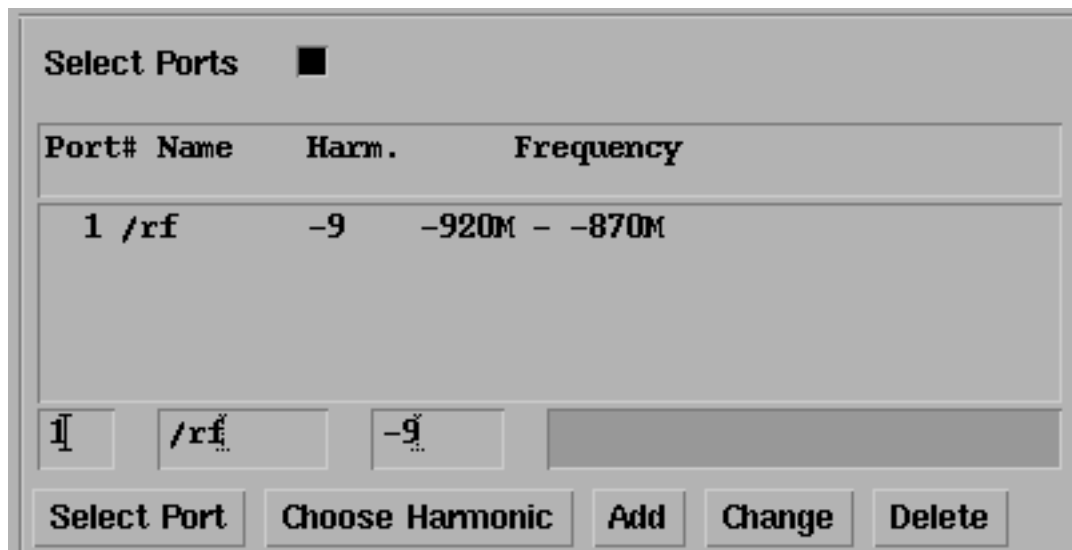 Select Ports
Port# Name Harm. Frequency
1 /rf -9 -920M - -870M
1 /rf -9
Select Port Choose Harmonic Add Change Delete